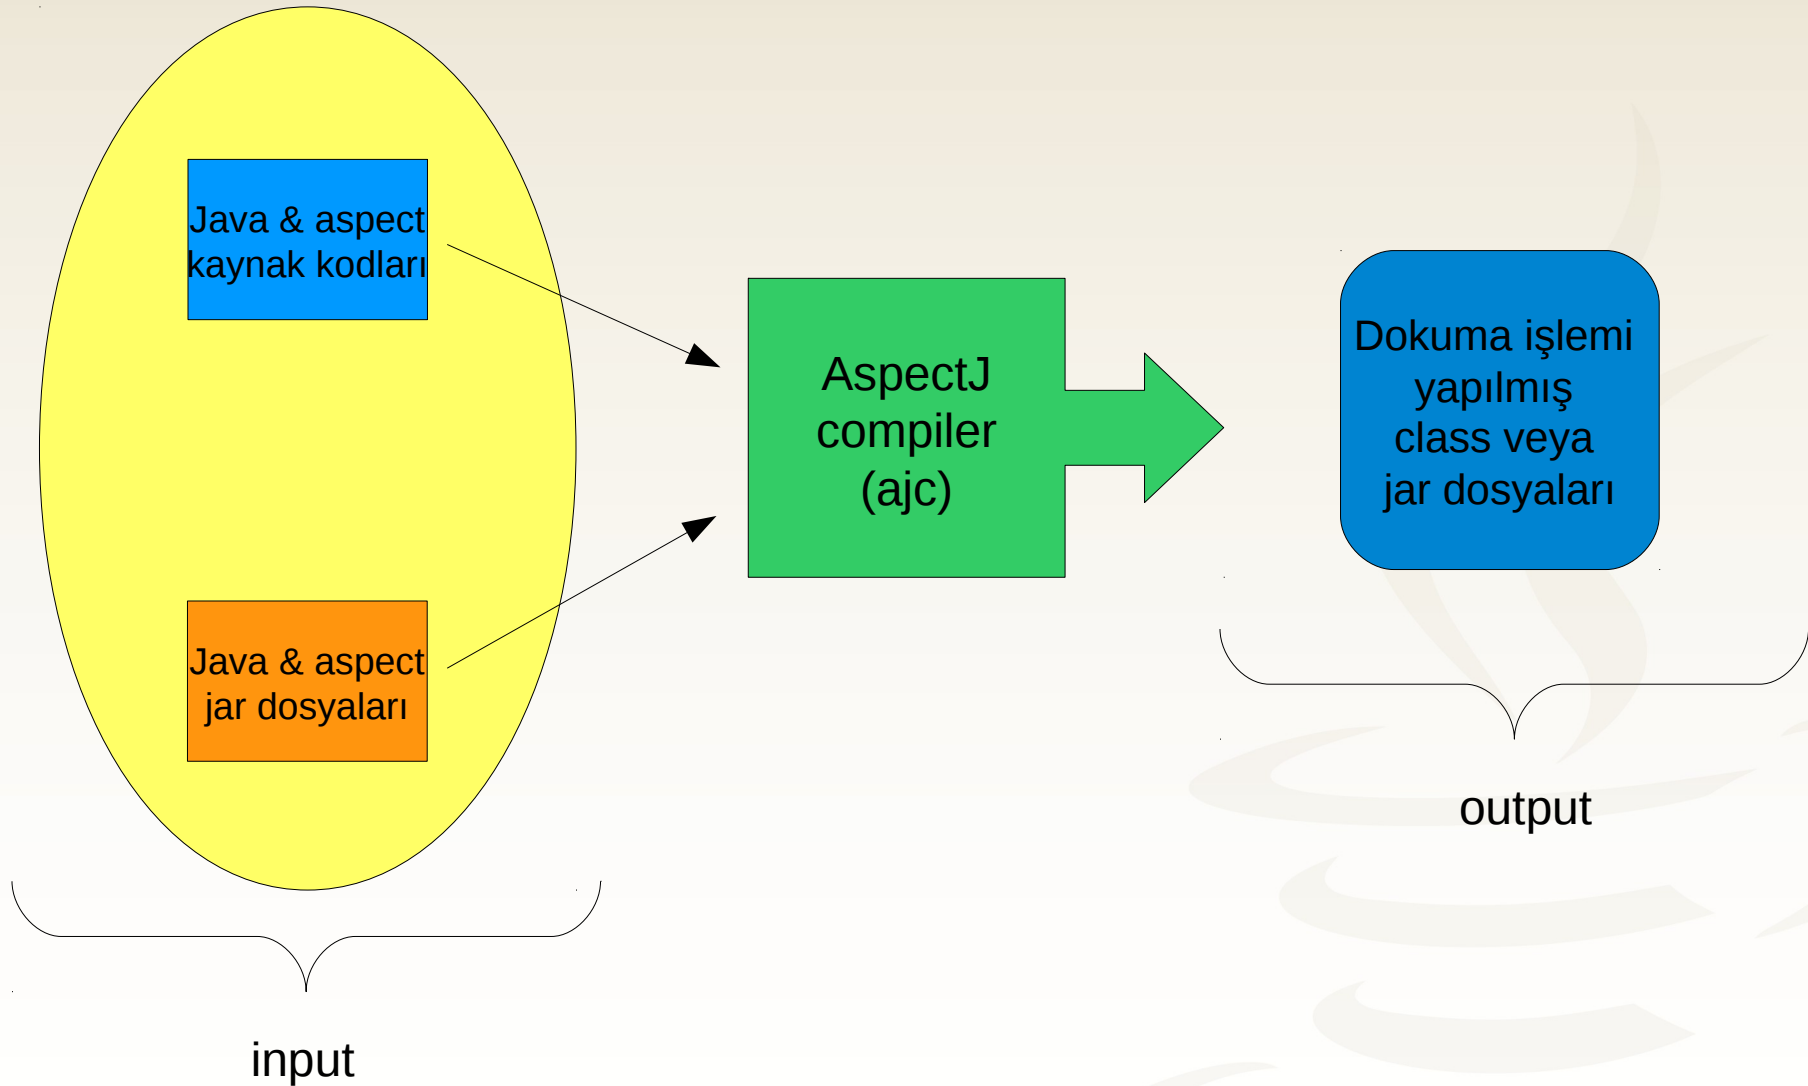 Java & aspect
kaynak kodları
Java & aspect
jar dosyaları
input
AspectJ
compiler
(ajc)
Dokuma işlemi
yapılmış
class veya
jar dosyaları
output